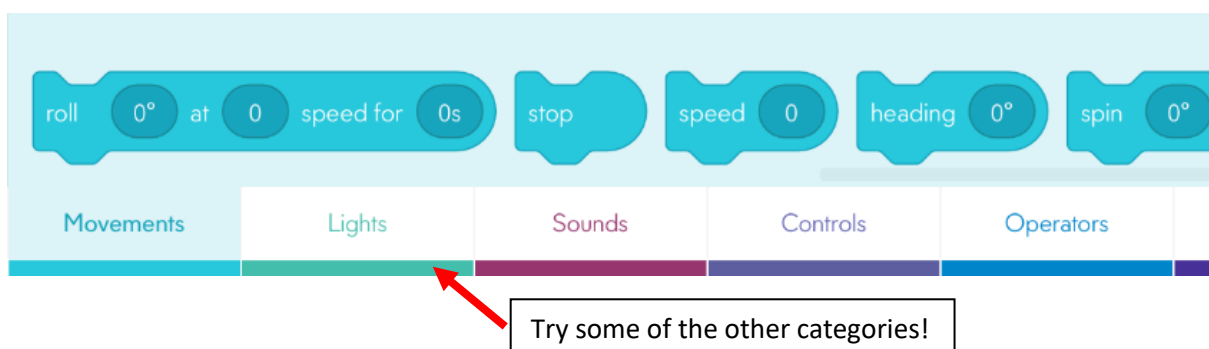 roll 0° at 0 speed for 0s stop speed 0 heading 0° spin 0°
Movements Lights Sounds Controls Operators
Try some of the other categories!